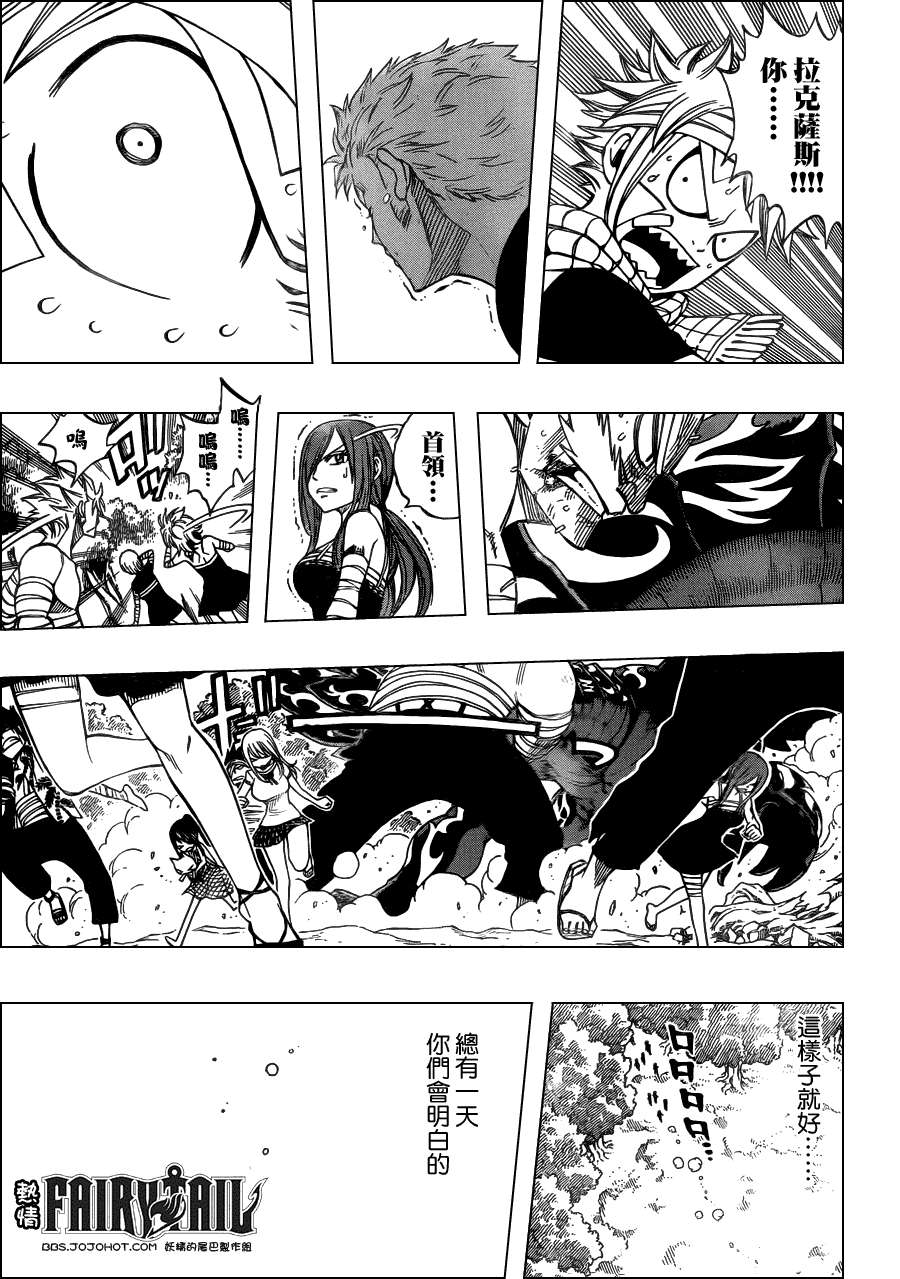 拉克薩斯!!!!
你……
首領…
嗚……
嗚嗚…
嗚
這樣子就好……
總有一天
你們會明白的
熱情
FAIRY TAIL
BBS.JOJOHOT.COM 妖精的尾巴製作組